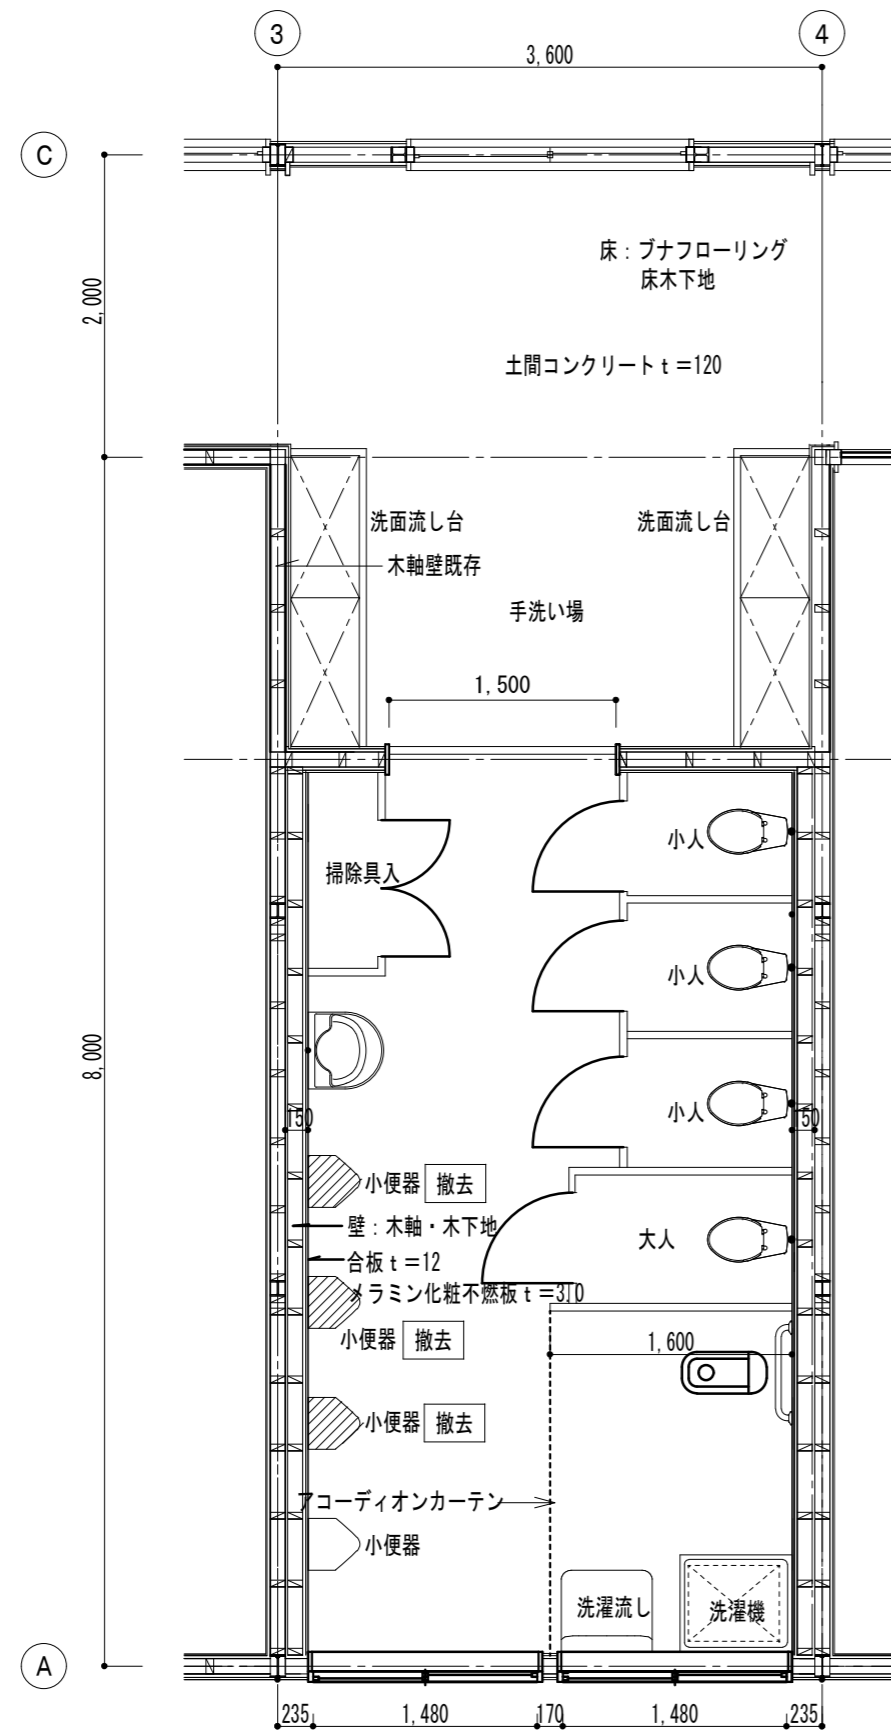 3
4
3,600
C
床：ブナフローリング
床木下地
2,000
土間コンクリートｔ＝120
洗面流し台
洗面流し台
木軸壁既存
手洗い場
1,500
小人
掃除具入
小人
8,000
小人
150
150
小便器 撤去
壁：木軸・木下地
大人
合板ｔ＝12
メラミン化粧不燃板ｔ＝3.0
小便器 撤去
1,600
小便器 撤去
アコーディオンカーテン
小便器
洗濯流し
洗濯機
A
235
1,480
170
1,480
235